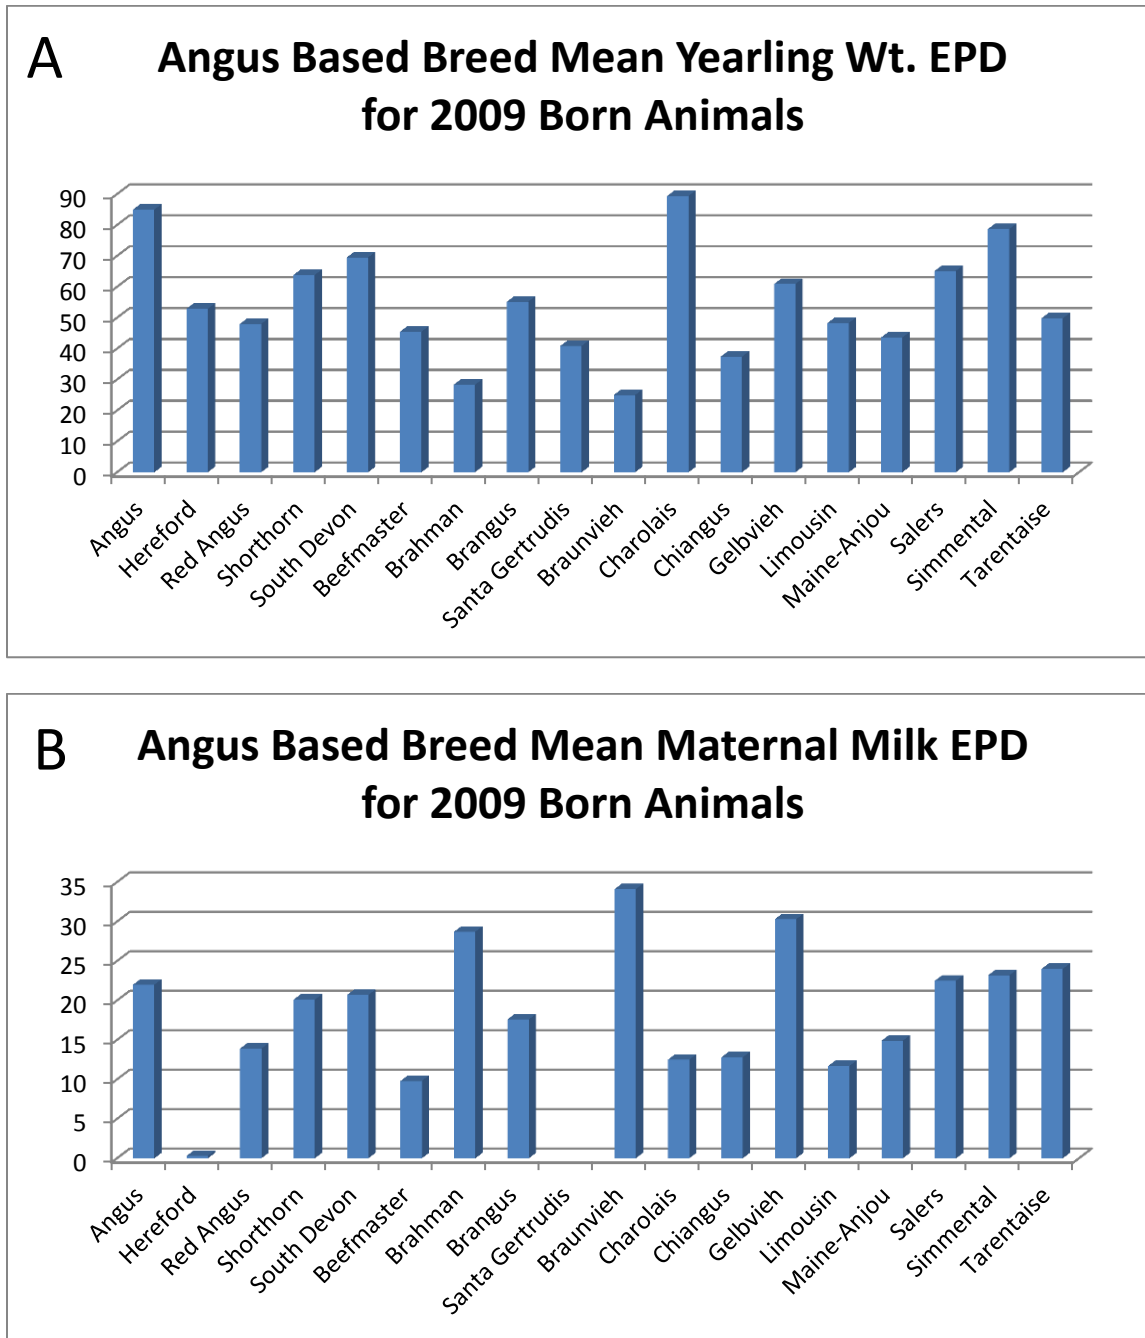 A
Angus Based Breed Mean Yearling Wt. EPD
for 2009 Born Animals
90
80
70
60
50
40
30
20
10
0
Angus
Hereford
Red Angus
Shorthorn
South Devon
Beefmaster
Brahman
Brangus
Santa Gertrudis
Braunvieh
Charolais
Chiangus
Gelbvieh
Limousin
Maine-Anjou
Salers
Simmental
Tarentaise
B
Angus Based Breed Mean Maternal Milk EPD
for 2009 Born Animals
35
30
25
20
15
10
5
0
Angus
Hereford
Red Angus
Shorthorn
South Devon
Beefmaster
Brahman
Brangus
Santa Gertrudis
Braunvieh
Charolais
Chiangus
Gelbvieh
Limousin
Maine-Anjou
Salers
Simmental
Tarentaise